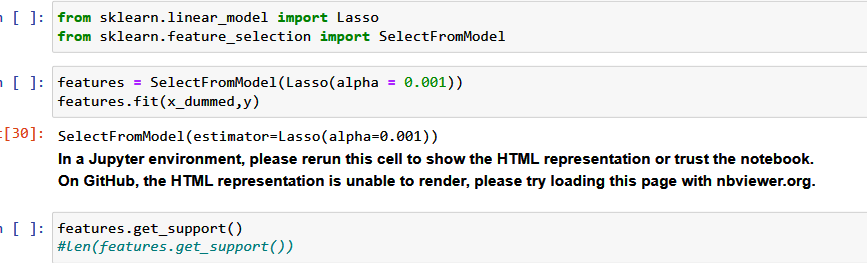 [ ]: from sklearn.linear_model import Lasso
from sklearn.feature_selection import SelectFromModel
[ ]: features = SelectFromModel(Lasso(alpha = 0.001))
features.fit(x_dummed,y)
[30]: SelectFromModel(estimator=Lasso(alpha=0.001))
In a Jupyter environment, please rerun this cell to show the HTML representation or trust the notebook.
On GitHub, the HTML representation is unable to render, please try loading this page with nbviewer.org.
[ ]: features.get_support()
#len(features.get_support())